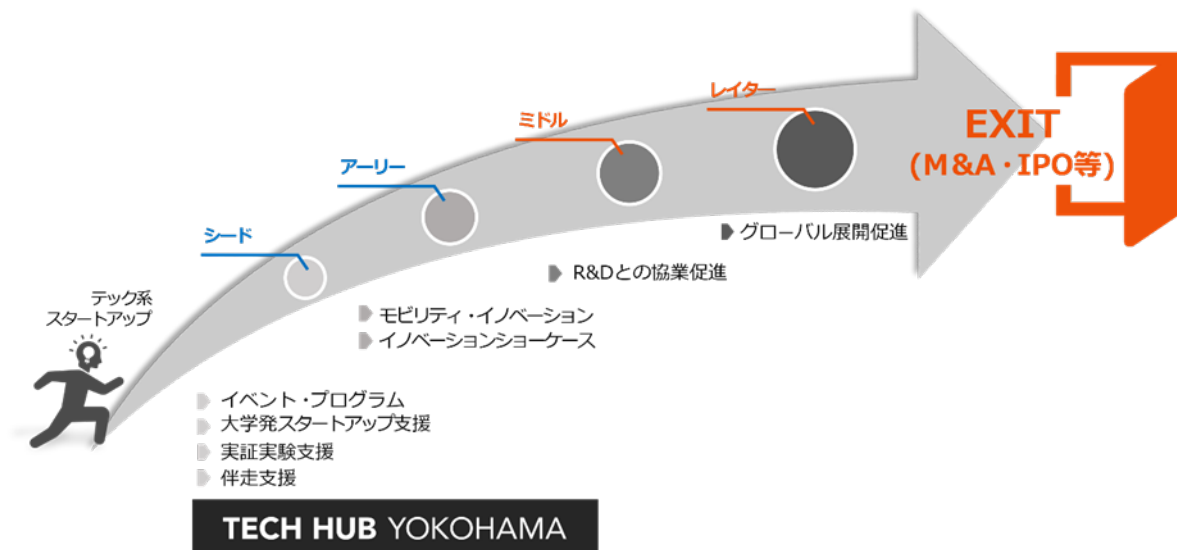 レイター
EXIT
(M&A・IPO等)
ミドル
アーリー
シード
グローバル展開促進
R&Dとの協業促進
テック系
スタートアップ
モビリティ・イノベーション
イノベーションショーケース
イベント・プログラム
大学発スタートアップ支援
実証実験支援
伴走支援
TECH HUB YOKOHAMA